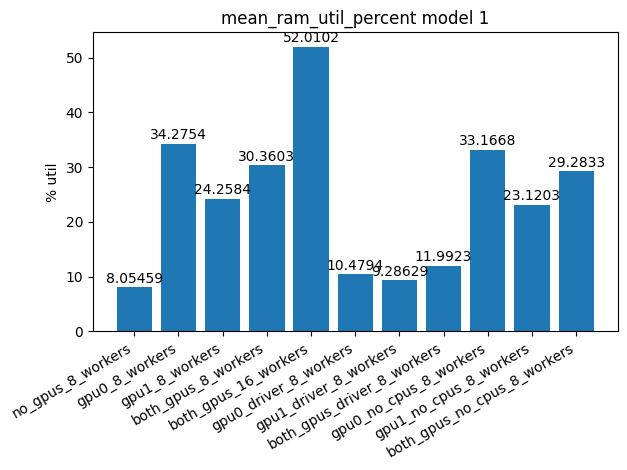 mean_ram_util_percent model 1
% util
50
40
30
20
10
0
8.05459
34.2754
24.2584
30.3603
52.0102
10.4794
9.28629
11.9923
33.1668
23.1203
29.2833
no_gpus_8_workers
gpu0_8_workers
gpu1_8_workers
both_gpus_8_workers
both_gpus_16_workers
gpu0_driver_8_workers
gpu1_driver_8_workers
both_gpus_driver_8_workers
gpu0_no_cpus_8_workers
gpu1_no_cpus_8_workers
both_gpus_no_cpus_8_workers